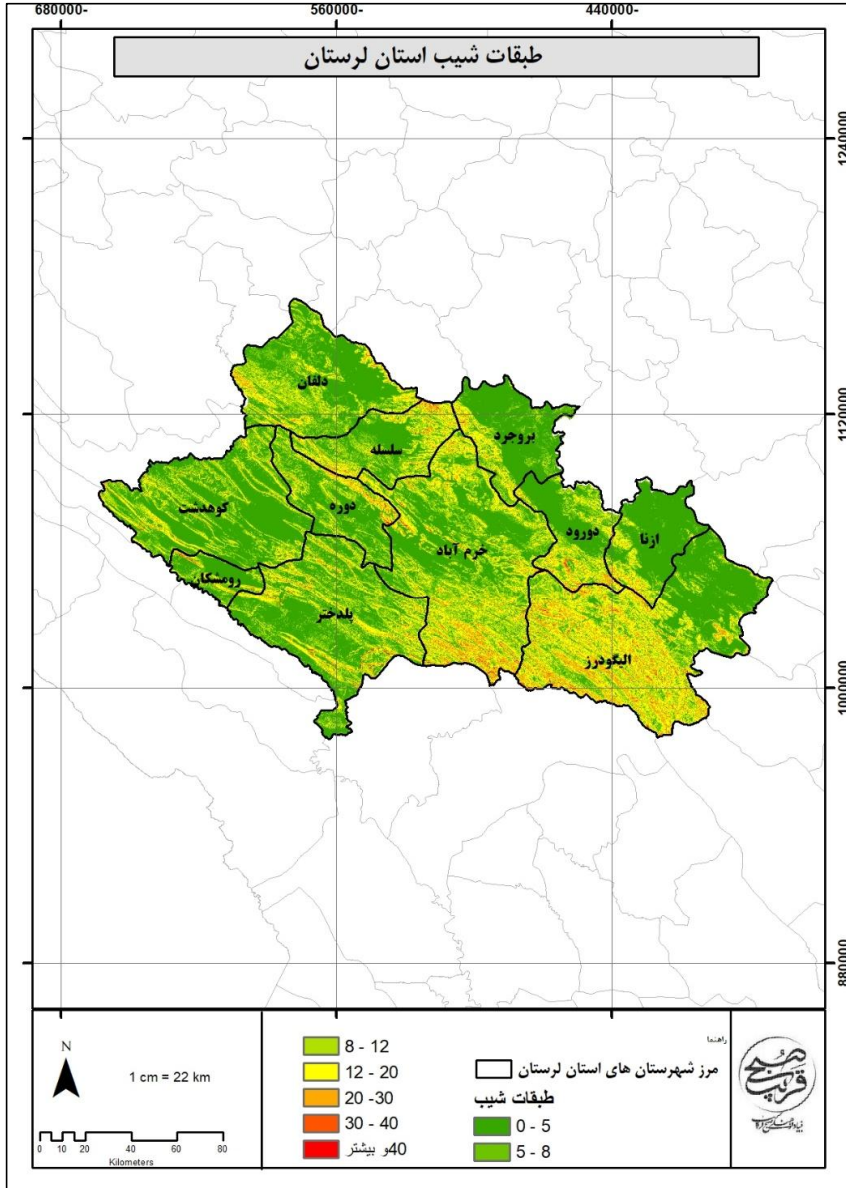 680000- 560000- 440000-
طبقات شیب استان لرستان
1240000
1120000
1000000
880000
دلفان
بروجرد
سلسله
کوهدشت
دوره
خرم آباد
دورود
ازنا
رومشکان
پلدختر
الیگودرز
N
1 cm = 22 km
0 10 20 40 60 80
Kilometers
راهنما
مرز شهرستان های استان لرستان
طبقات شیب
0 - 5
5 - 8
8 - 12
12 - 20
20 - 30
30 - 40
40و بیشتر